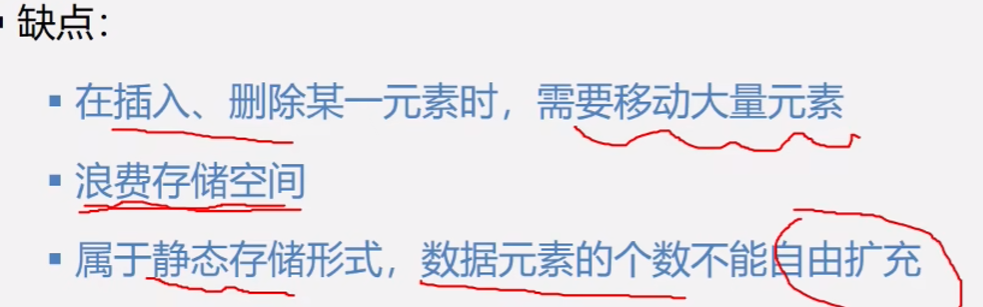 ▪ 缺点：
▪ 在插入、删除某一元素时，需要移动大量元素
▪ 浪费存储空间
▪ 属于静态存储形式，数据元素的个数不能自由扩充